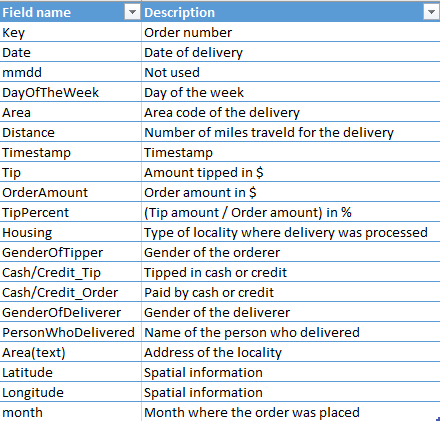 Field name Description
Key Order number
Date Date of delivery
mmdd Not used
DayOfTheWeek Day of the week
Area Area code of the delivery
Distance Number of miles traveld for the delivery
Timestamp Timestamp
Tip Amount tipped in $
OrderAmount Order amount in $
TipPercent (Tip amount / Order amount) in %
Housing Type of locality where delivery was processed
GenderOfTipper Gender of the orderer
Cash/Credit_Tip Tipped in cash or credit
Cash/Credit_Order Paid by cash or credit
GenderOfDeliverer Gender of the deliverer
PersonWhoDelivered Name of the person who delivered
Area(text) Address of the locality
Latitude Spatial information
Longitude Spatial information
month Month where the order was placed